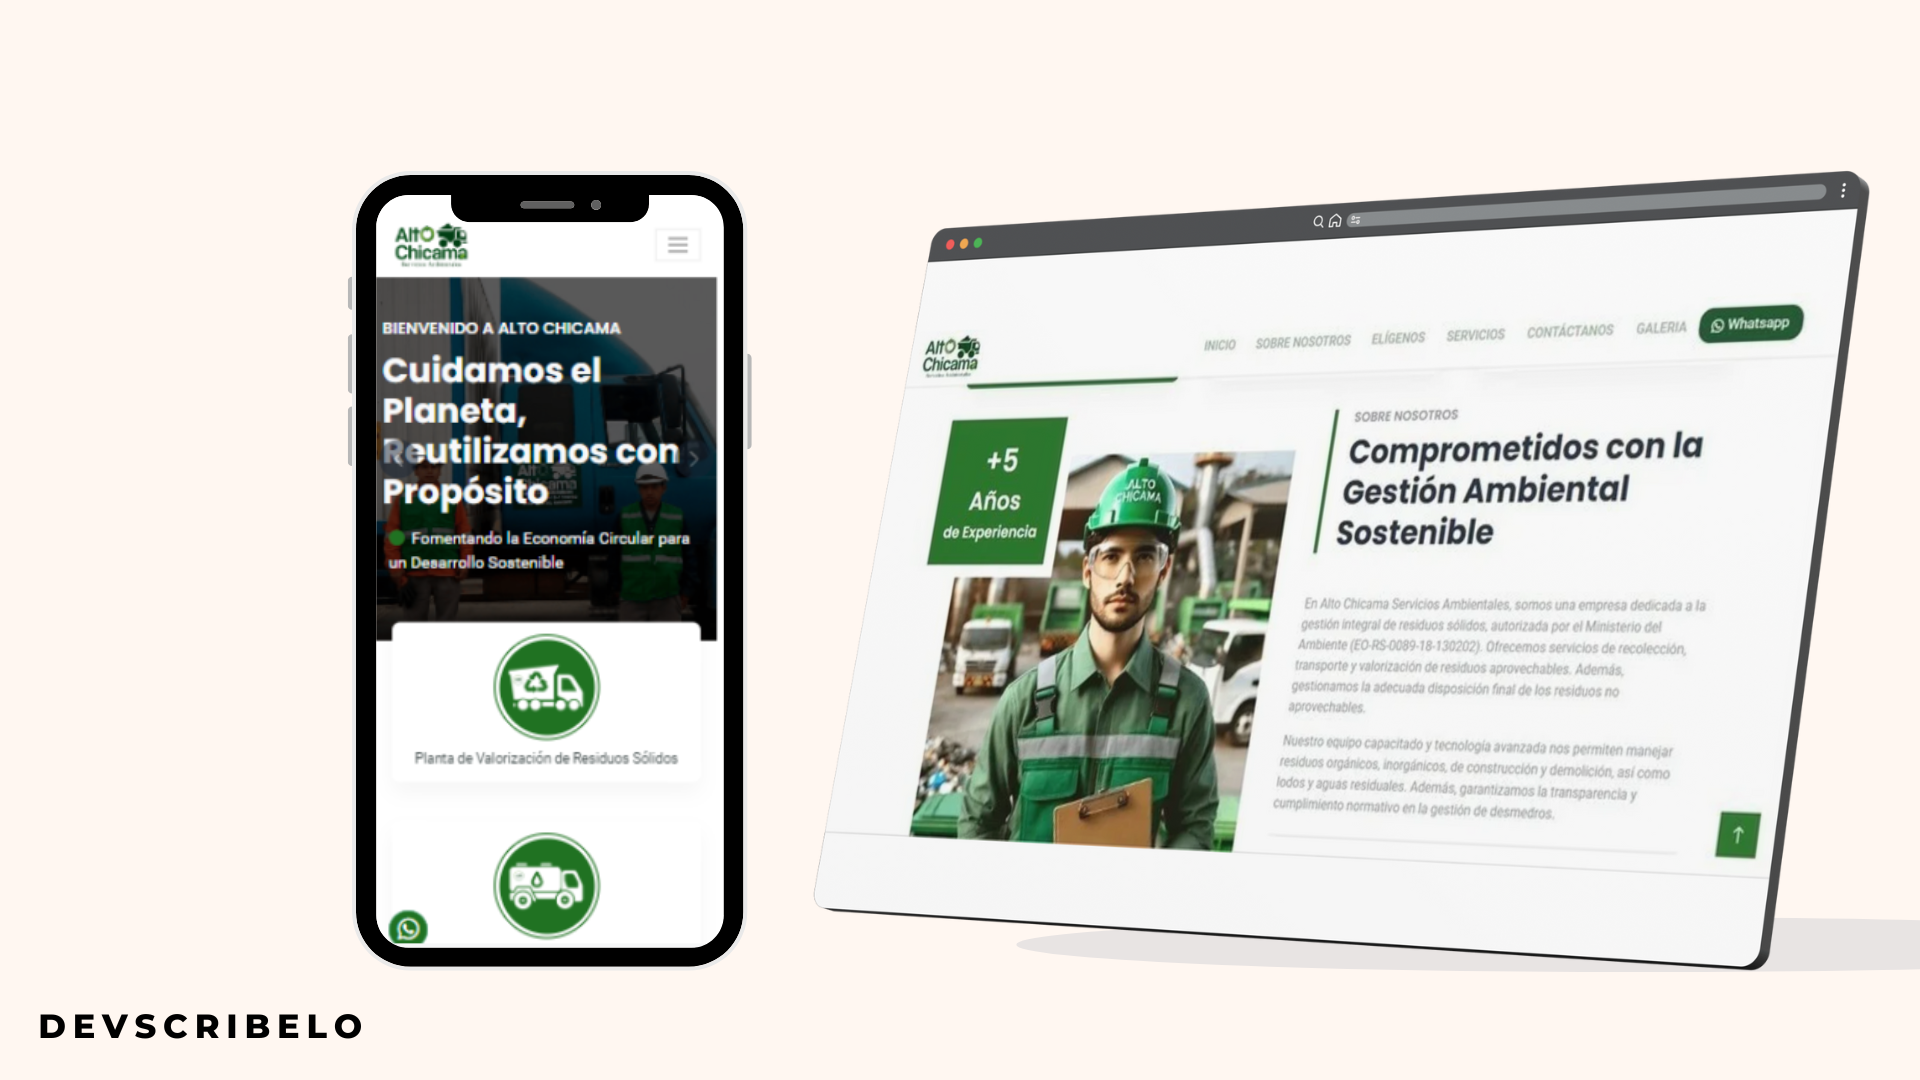 Alto
Chicama
Servicios Ambientales
BIENVENIDO A ALTO CHICAMA
Cuidamos el
Planeta,
Reutilizamos con
Propósito
Fomentando la Economía Circular para
un Desarrollo Sostenible
Planta de Valorización de Residuos Sólidos
Alto
Chicama
Servicios Ambientales
INICIO SOBRE NOSOTROS ELÍGENOS SERVICIOS CONTÁCTANOS GALERIA Whatsapp
+5
Años
de Experiencia
ALTO
CHICAMA
SOBRE NOSOTROS
Comprometidos con la
Gestión Ambiental
Sostenible
En Alto Chicama Servicios Ambientales, somos una empresa dedicada a la
gestión integral de residuos sólidos, autorizada por el Ministerio del
Ambiente (EO-RS-0089-18-130202). Ofrecemos servicios de recolección,
transporte y valorización de residuos aprovechables. Además,
gestionamos la adecuada disposición final de los residuos no
aprovechables.
Nuestro equipo capacitado y tecnología avanzada nos permiten manejar
residuos orgánicos, inorgánicos, de construcción y demolición, así como
lodos y aguas residuales. Además, garantizamos la transparencia y
cumplimiento normativo en la gestión de desmedros.
DEVSCRIBELO